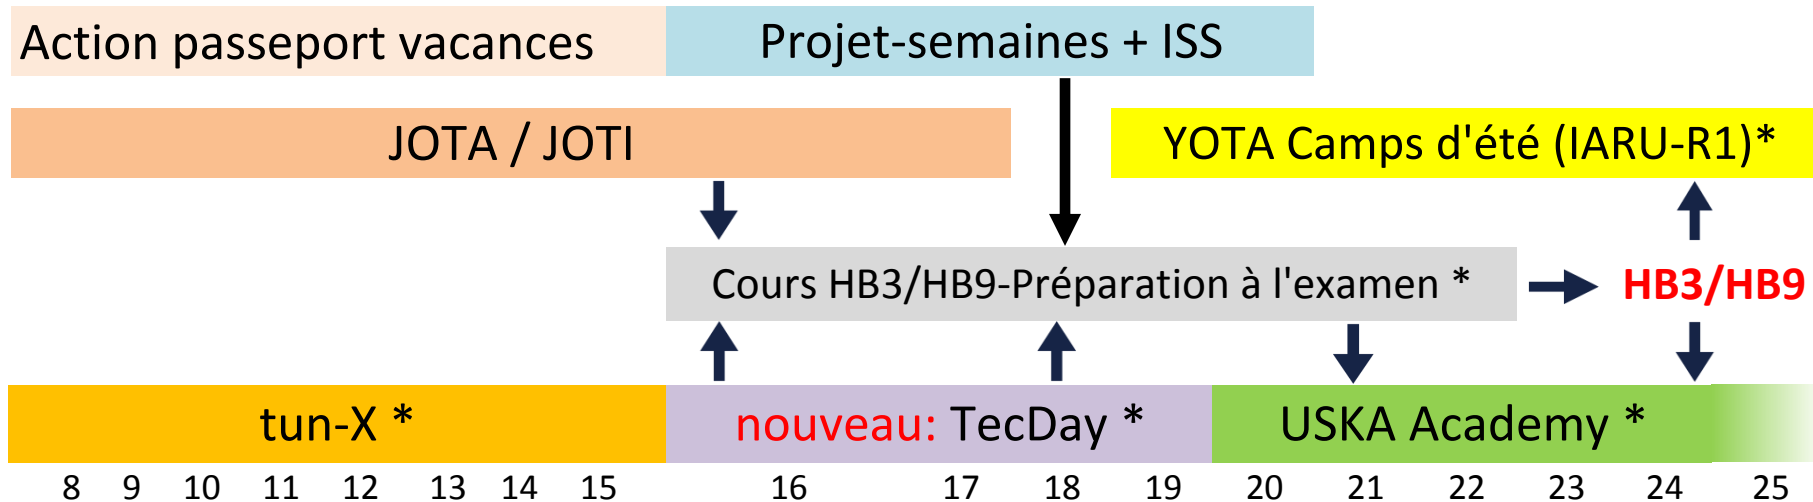 Action passeport vacances
Projet-semaines + ISS
JOTA / JOTI
YOTA Camps d'été (IARU-R1)*
Cours HB3/HB9-Préparation à l'examen *
HB3/HB9
tun-X *
nouveau: TecDay *
USKA Academy *
8 9 10 11 12 13 14 15 16 17 18 19 20 21 22 23 24 25